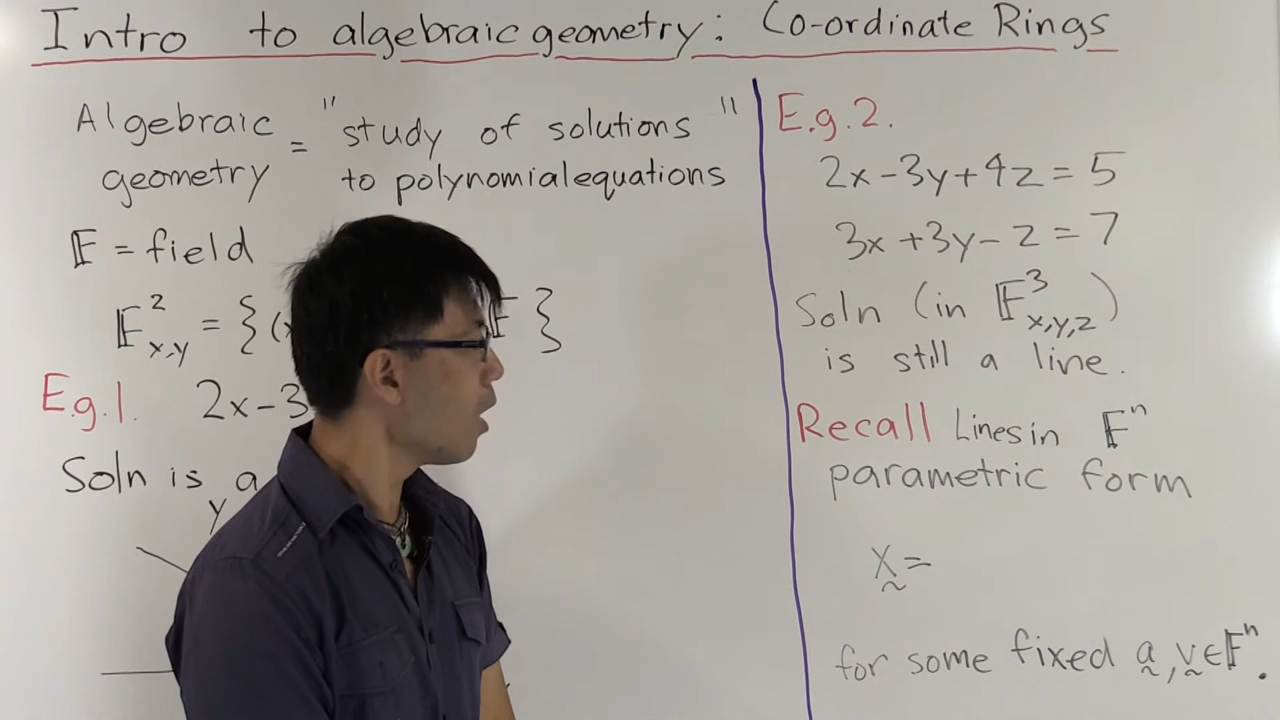 Intro to algebraic geometry: Co-ordinate Rings
Algebraic geometry = "study of solutions to polynomial equations"
𝔽 = field
𝔽²ₓ,ᵧ = {(x 𝔽}
E.g.1. 2x-3
Soln is a
y
E.g.2.
2x-3y+4z=5
3x+3y-z=7
Soln (in 𝔽³x,y,z)
is still a line.
Recall Lines in 𝔽ⁿ
parametric form
x̰ =
for some fixed a̰, v̰ ∈ 𝔽ⁿ.